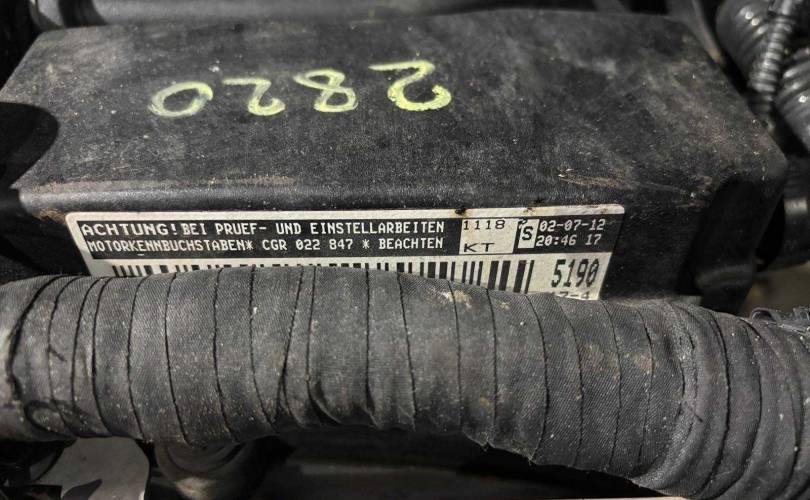 2820
ACHTUNG! BEI PRUEF- UND EINSTELLARBEITEN
MOTORKENNBUCHSTABEN* CGR 022 847 * BEACHTEN
1118
KT
S
02-07-12
20:46 17
5190